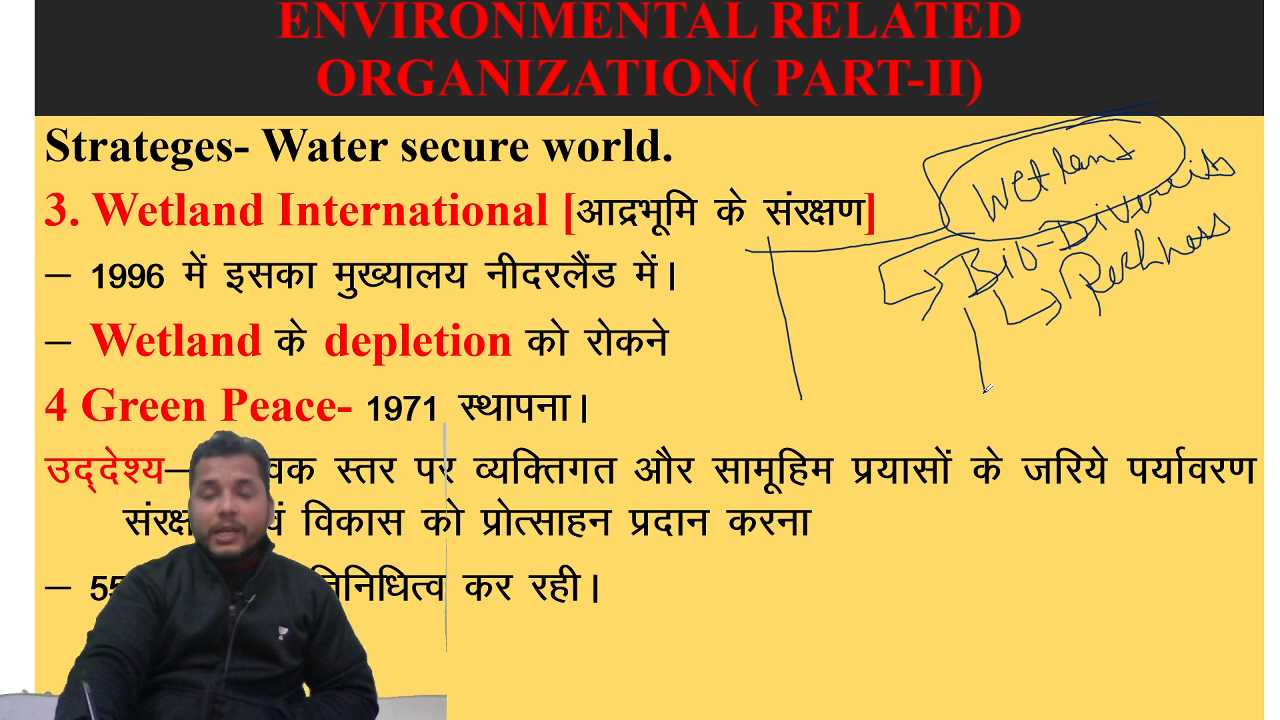 ENVIRONMENTAL RELATED
ORGANIZATION( PART-II)
Strateges- Water secure world.
3. Wetland International [आद्रभूमि के संरक्षण]
– 1996 में इसका मुख्यालय नीदरलैंड में।
– Wetland के depletion को रोकने
4 Green Peace- 1971 स्थापना।
उद्देश्य– स्तर पर व्यक्तिगत और सामूहिम प्रयासों के जरिये पर्यावरण
विकास को प्रोत्साहन प्रदान करना
– कर रही।
Wetland
Bio-Diversity